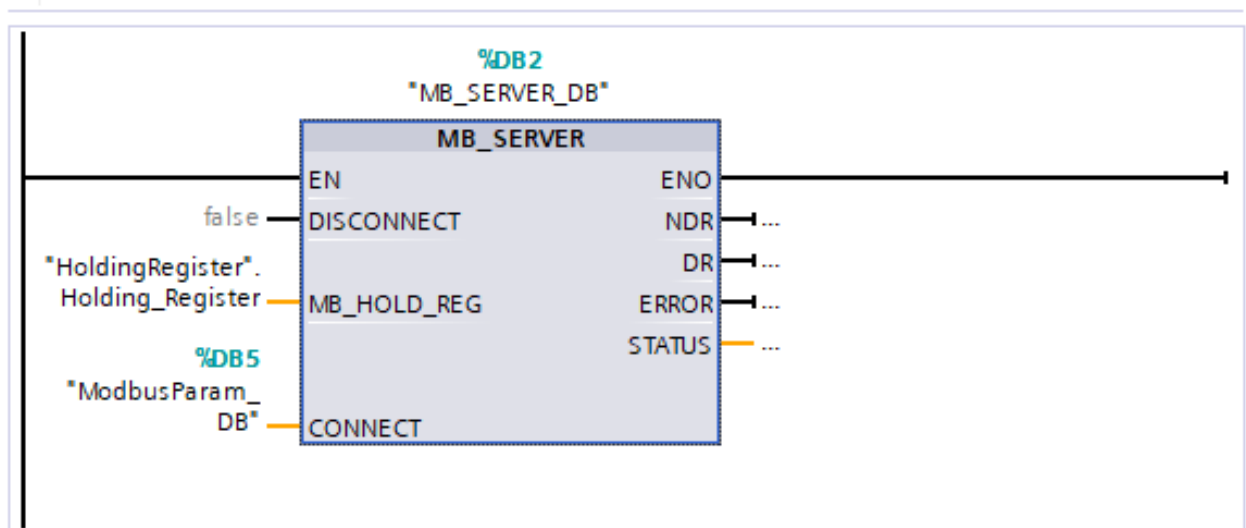 %DB2
"MB_SERVER_DB"
MB_SERVER
EN ENO
false DISCONNECT NDR ...
"HoldingRegister".
DR ...
Holding_Register MB_HOLD_REG ERROR ...
STATUS ...
%DB5
"ModbusParam_
DB" CONNECT